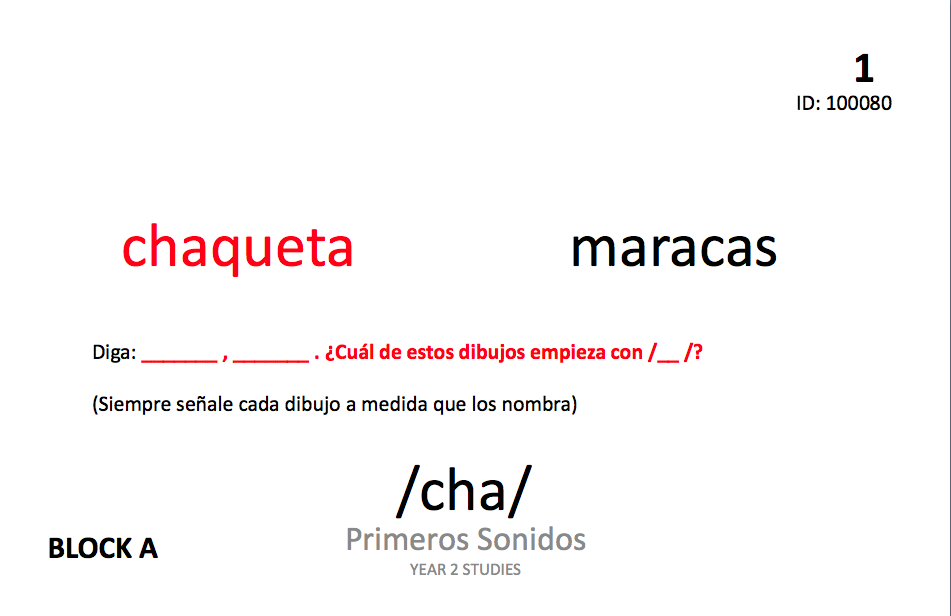 1
ID: 100080
chaqueta maracas
Diga: _______ , _______ . ¿Cuál de estos dibujos empieza con /__ /?
(Siempre señale cada dibujo a medida que los nombra)
/cha/
Primeros Sonidos
BLOCK A
YEAR 2 STUDIES